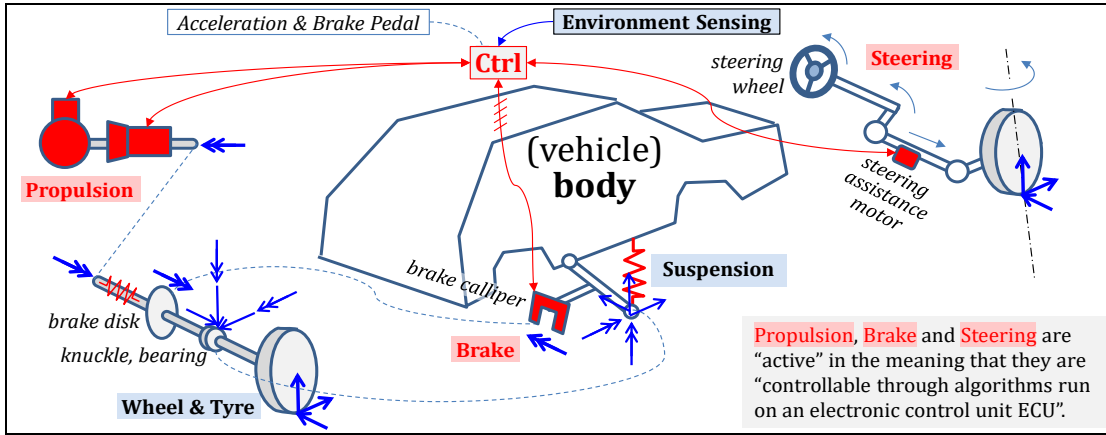 Acceleration & Brake Pedal
Environment Sensing
Ctrl
steering
wheel
Steering
(vehicle)
body
Propulsion
steering
assistance
motor
Suspension
brake calliper
brake disk
knuckle, bearing
Brake
Wheel & Tyre
Propulsion, Brake and Steering are
“active” in the meaning that they are
“controllable through algorithms run
on an electronic control unit ECU”.